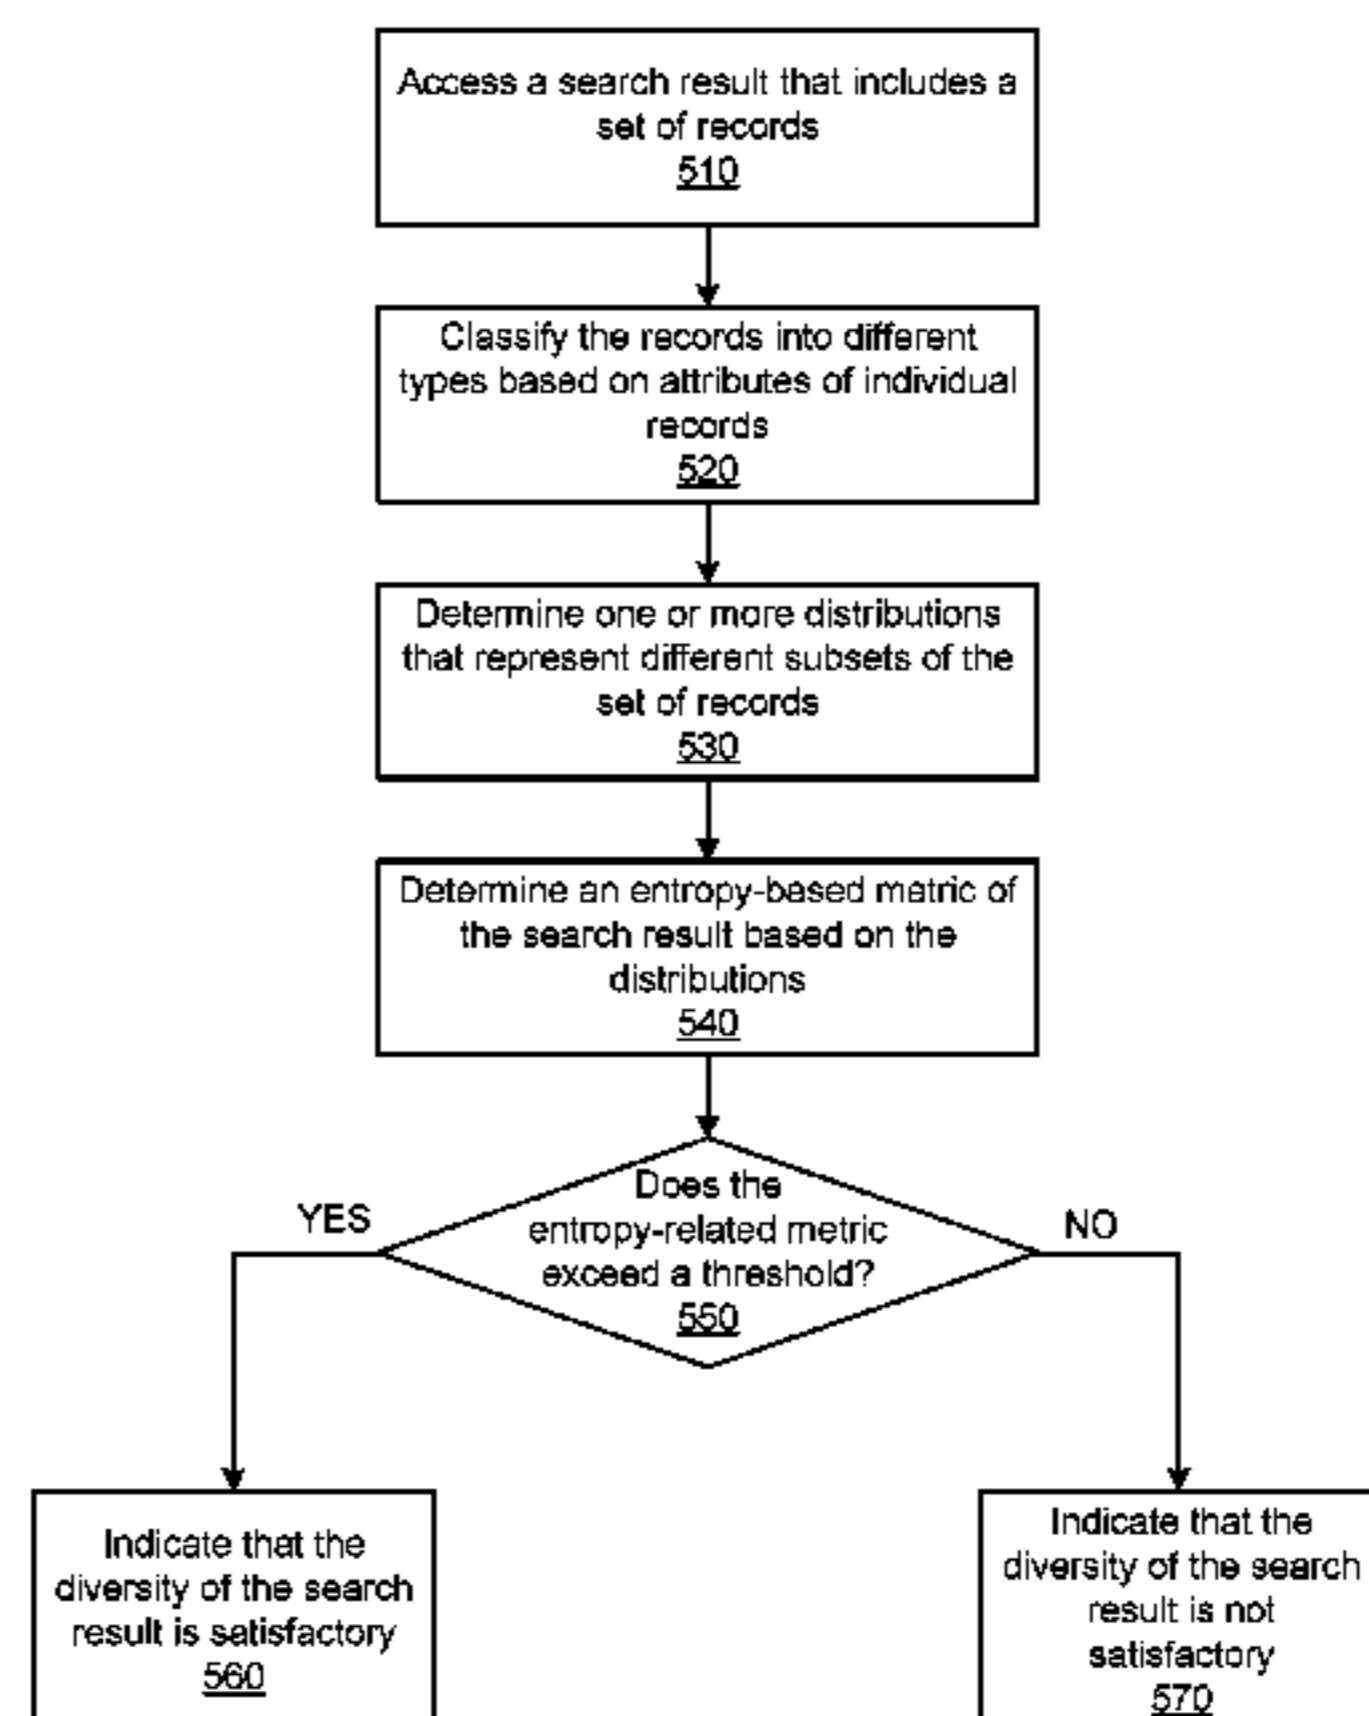 Access a search result that includes a
set of records
510
Classify the records into different
types based on attributes of individual
records
520
Determine one or more distributions
that represent different subsets of the
set of records
530
Determine an entropy-based metric of
the search result based on the
distributions
540
Does the
entropy-related metric
exceed a threshold?
550
YES
NO
Indicate that the
diversity of the search
result is satisfactory
560
Indicate that the
diversity of the search
result is not
satisfactory
570